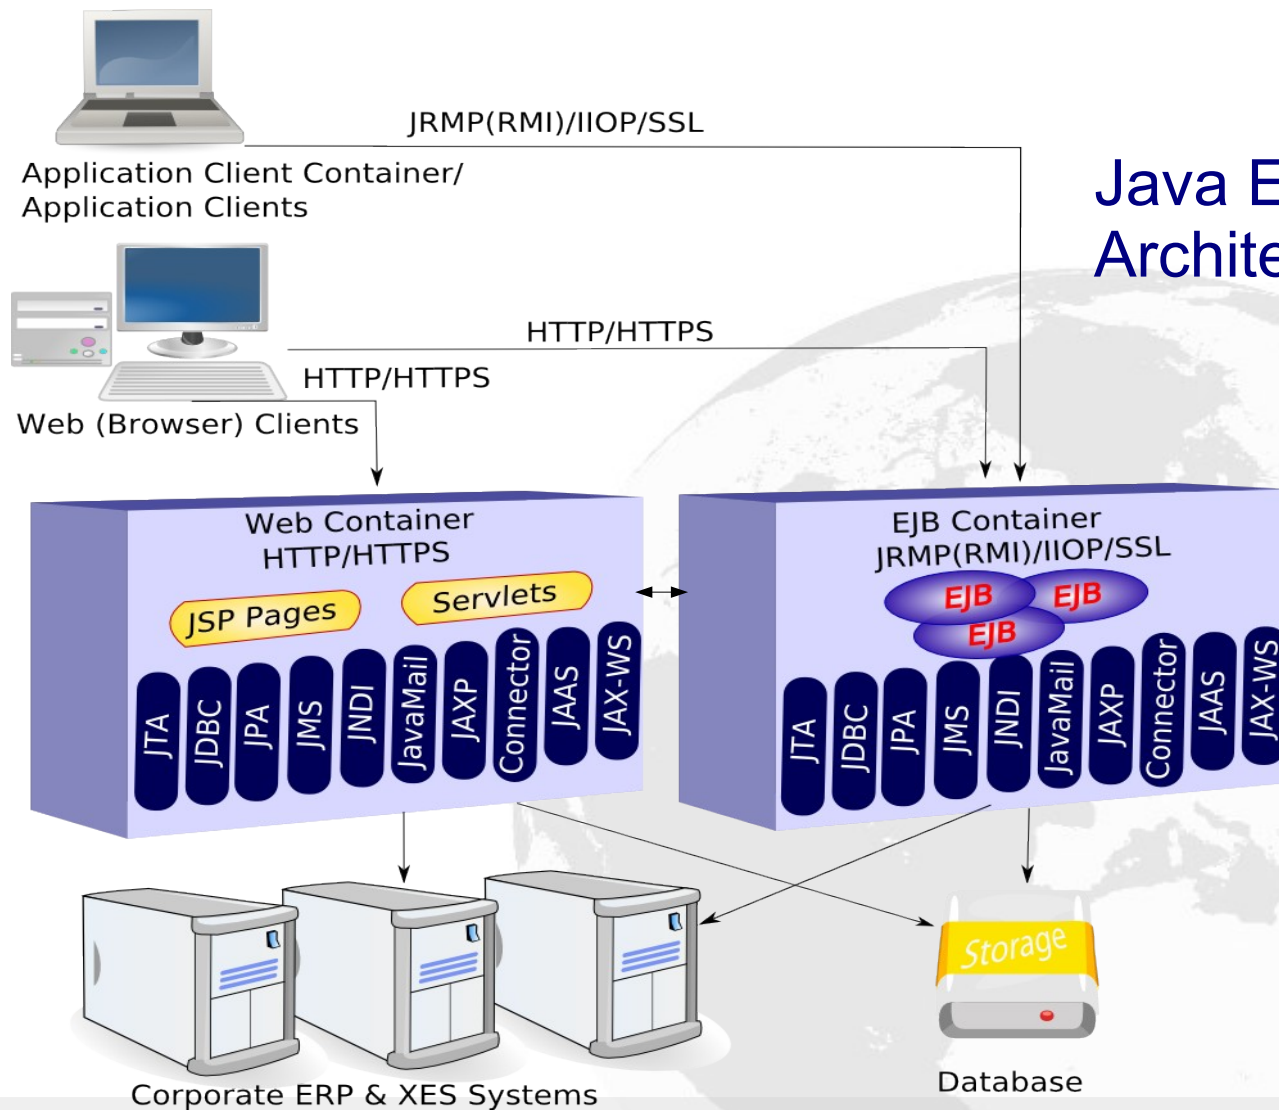 JRMP(RMI)/IIOP/SSL
Application Client Container/
Application Clients
Java E
Archite
HTTP/HTTPS
HTTP/HTTPS
Web (Browser) Clients
Web Container
HTTP/HTTPS
JSP Pages
Servlets
JTA
JDBC
JPA
JMS
JNDI
JavaMail
JAXP
Connector
JAAS
JAX-WS
EJB Container
JRMP(RMI)/IIOP/SSL
EJB
EJB
EJB
JTA
JDBC
JPA
JMS
JNDI
JavaMail
JAXP
Connector
JAAS
JAX-WS
Storage
Corporate ERP & XES Systems
Database